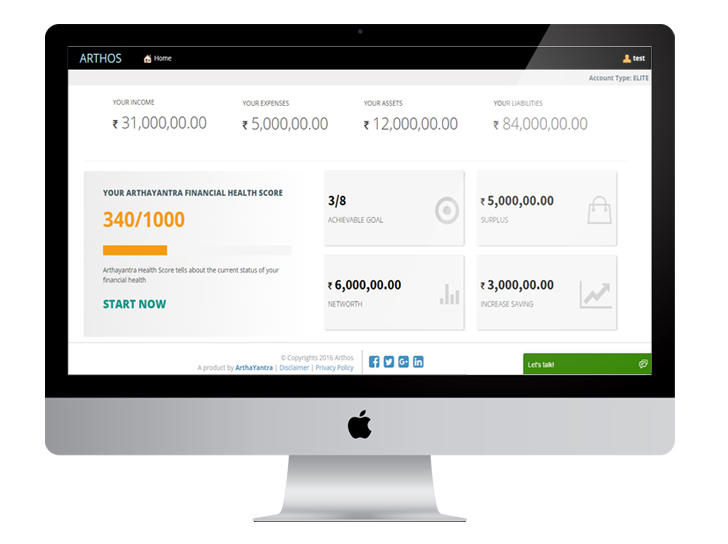 ARTHOS Home test
Account Type: ELITE
YOUR INCOME YOUR EXPENSES YOUR ASSETS YOUR LIABILITIES
₹ 31,000,00.00 ₹ 5,000,00.00 ₹ 12,000,00.00 ₹ 84,000,00.00
YOUR ARTHAYANTRA FINANCIAL HEALTH SCORE
340/1000
Arthayantra Health Score tells about the current status of your
financial health
START NOW
3/8
ACHIEVABLE GOAL
₹ 5,000,00.00
SURPLUS
₹ 6,000,00.00
NETWORTH
₹ 3,000,00.00
INCREASE SAVING
© Copyrights 2016 Arthos
A product by ArthaYantra | Disclaimer | Privacy Policy
Let's talk!